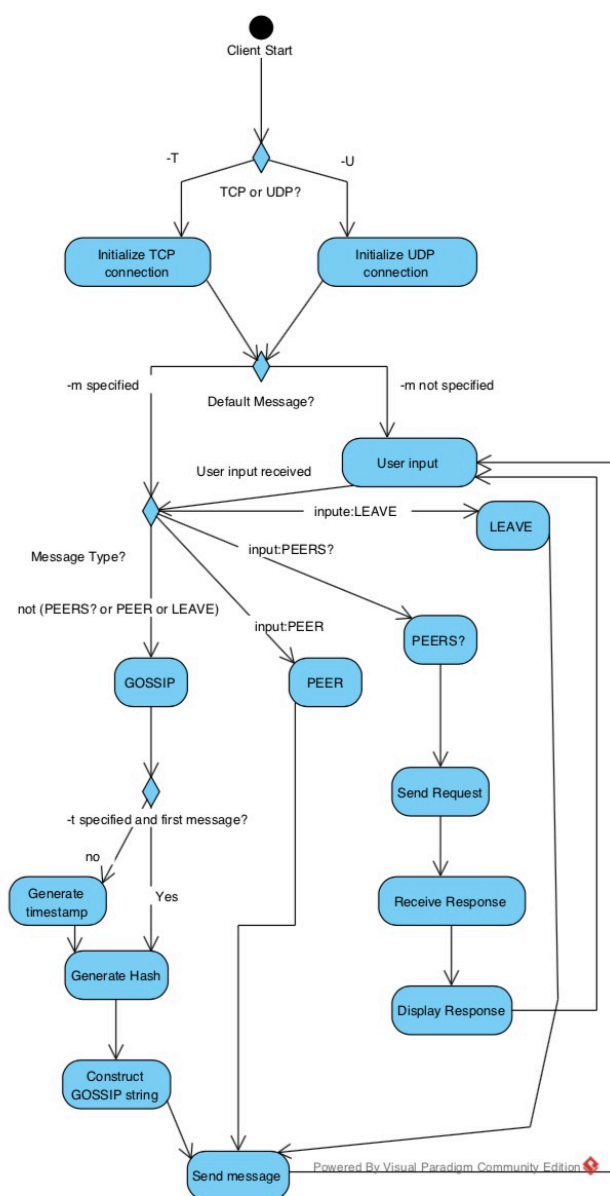 Client Start
-T
-U
TCP or UDP?
Initialize TCP
connection
Initialize UDP
connection
-m specified
-m not specified
Default Message?
User input received
User input
inpute:LEAVE
LEAVE
input:PEERS?
Message Type?
not (PEERS? or PEER or LEAVE)
input:PEER
PEERS?
GOSSIP
PEER
Send Request
-t specified and first message?
no
Yes
Generate
timestamp
Receive Response
Generate Hash
Display Response
Construct
GOSSIP string
Send message
Powered By Visual Paradigm Community Edition